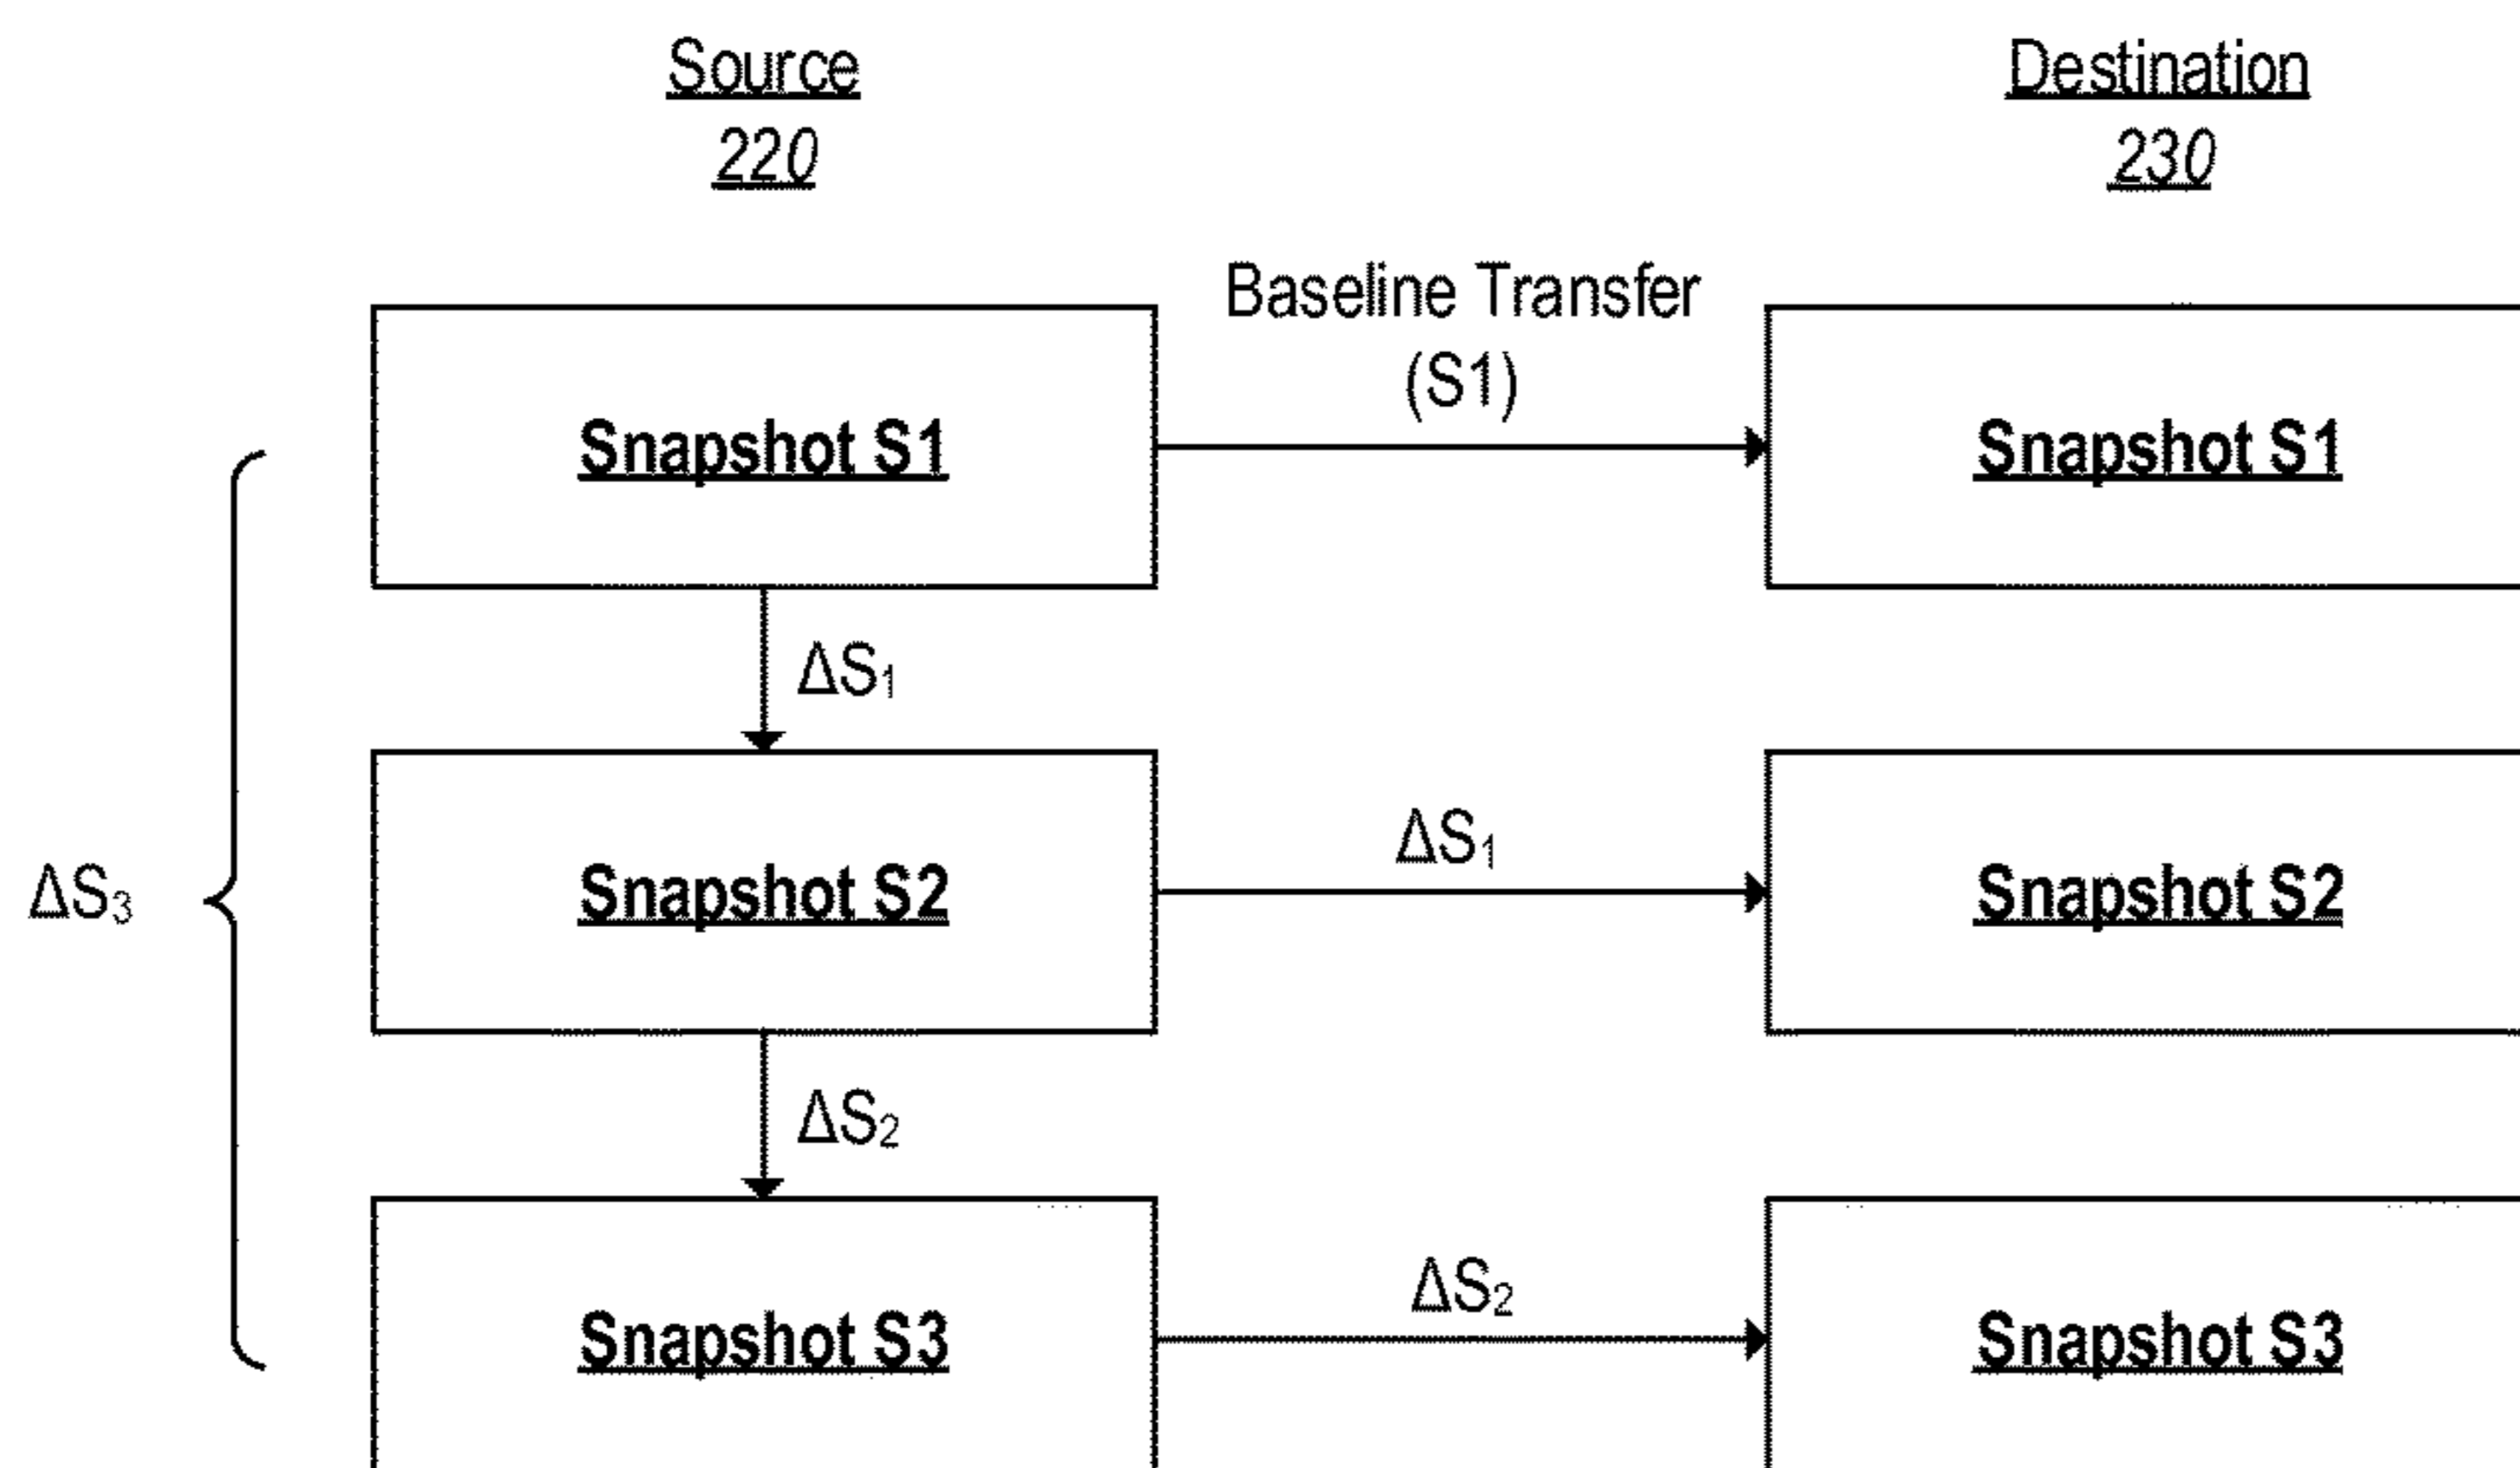 Source
220
Destination
230
Baseline Transfer
(S1)
Snapshot S1
Snapshot S1
ΔS₁
ΔS₃
Snapshot S2
ΔS₁
Snapshot S2
ΔS₂
Snapshot S3
ΔS₂
Snapshot S3